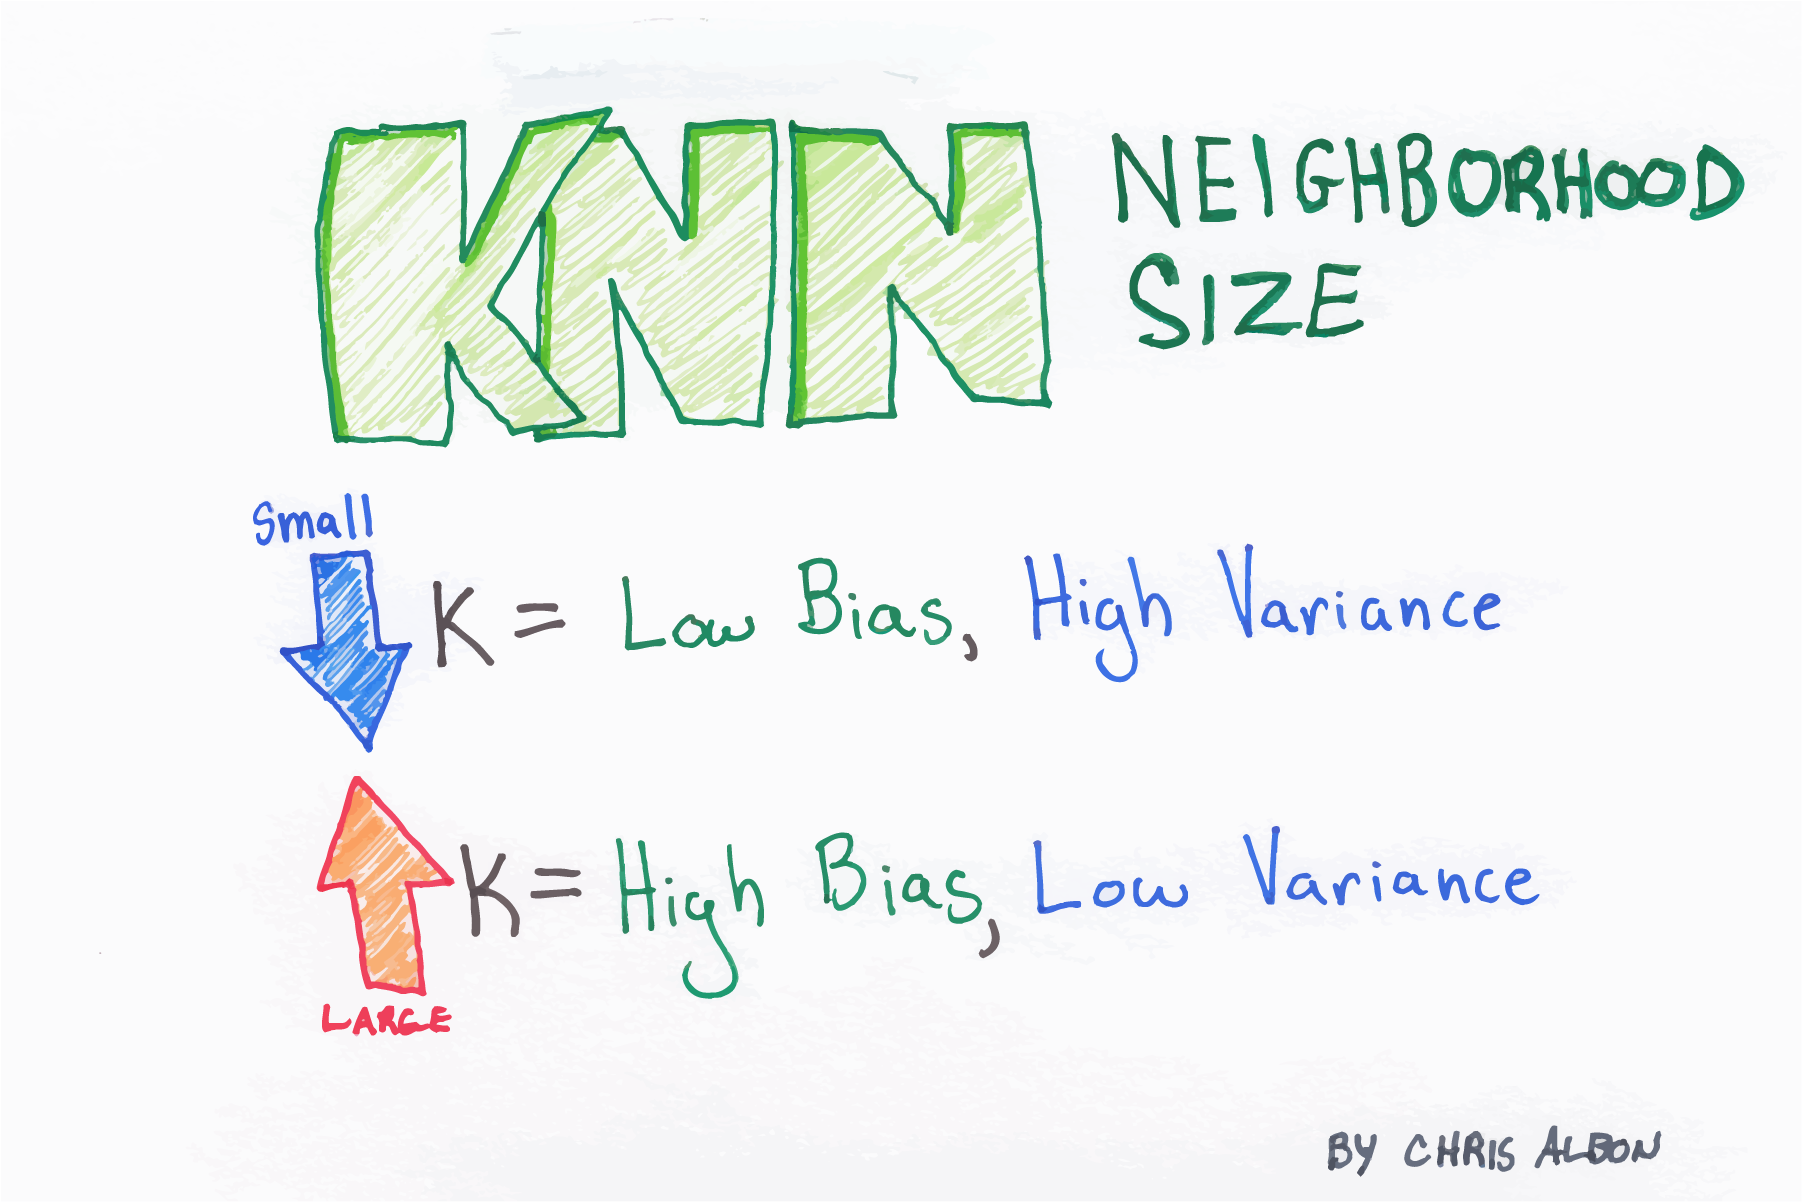 KNN NEIGHBORHOOD
SIZE
Small
K = Low Bias, High Variance
K = High Bias, Low Variance
LARGE
BY CHRIS ALBON